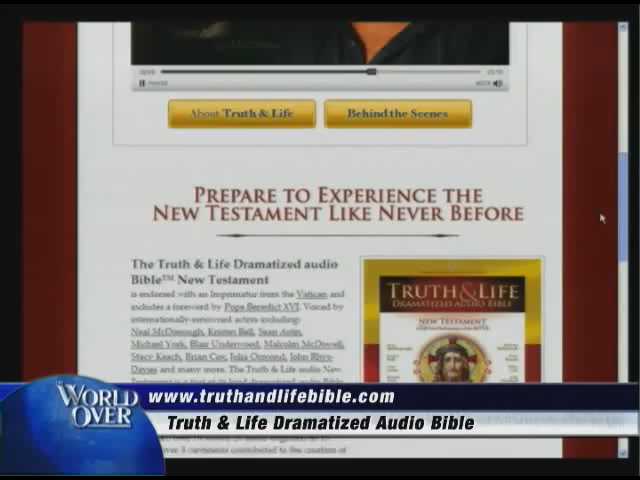 About Truth & Life
Behind the Scenes
PREPARE TO EXPERIENCE THE
NEW TESTAMENT LIKE NEVER BEFORE
The Truth & Life Dramatized audio
Bible™ New Testament
is endorsed with an Imprimatur from the Vatican and
includes a foreword by Pope Benedict XVI. Voiced by
internationally-renowned actors including:
Neal McDonough, Kristen Bell, Sean Astin,
Michael York, Blair Underwood, Malcolm McDowell,
Stacy Keach, Brian Cox, Julia Ormond, John Rhys-
Davies and many more. The Truth & Life audio
TRUTH&LIFE
DRAMATIZED AUDIO BIBLE
NEW TESTAMENT
THE
WORLD
OVER
www.truthandlifebible.com
Truth & Life Dramatized Audio Bible